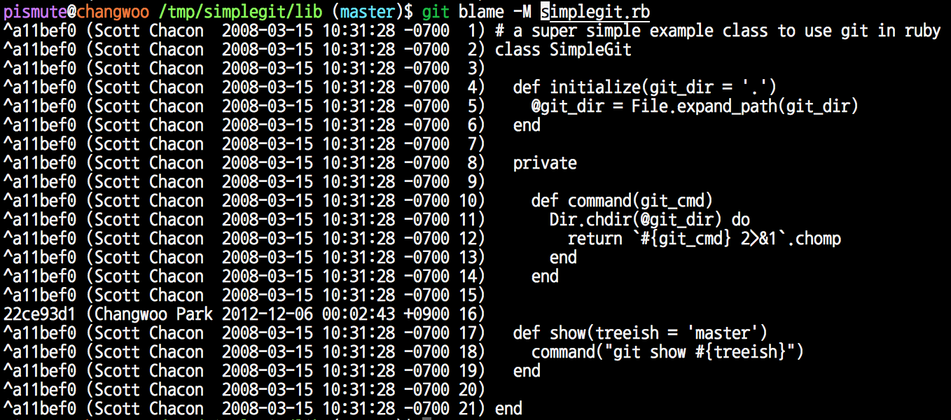 pismute@changwoo /tmp/simplegit/lib (master)$ git blame -M simplegit.rb
^a11bef0 (Scott Chacon  2008-03-15 10:31:28 -0700  1) # a super simple example class to use git in ruby
^a11bef0 (Scott Chacon  2008-03-15 10:31:28 -0700  2) class SimpleGit
^a11bef0 (Scott Chacon  2008-03-15 10:31:28 -0700  3)
^a11bef0 (Scott Chacon  2008-03-15 10:31:28 -0700  4)   def initialize(git_dir = '.')
^a11bef0 (Scott Chacon  2008-03-15 10:31:28 -0700  5)     @git_dir = File.expand_path(git_dir)
^a11bef0 (Scott Chacon  2008-03-15 10:31:28 -0700  6)   end
^a11bef0 (Scott Chacon  2008-03-15 10:31:28 -0700  7)
^a11bef0 (Scott Chacon  2008-03-15 10:31:28 -0700  8)   private
^a11bef0 (Scott Chacon  2008-03-15 10:31:28 -0700  9)
^a11bef0 (Scott Chacon  2008-03-15 10:31:28 -0700 10)     def command(git_cmd)
^a11bef0 (Scott Chacon  2008-03-15 10:31:28 -0700 11)       Dir.chdir(@git_dir) do
^a11bef0 (Scott Chacon  2008-03-15 10:31:28 -0700 12)         return `#{git_cmd} 2>&1`.chomp
^a11bef0 (Scott Chacon  2008-03-15 10:31:28 -0700 13)       end
^a11bef0 (Scott Chacon  2008-03-15 10:31:28 -0700 14)     end
^a11bef0 (Scott Chacon  2008-03-15 10:31:28 -0700 15)
22ce93d1 (Changwoo Park 2012-12-06 00:02:43 +0900 16)
^a11bef0 (Scott Chacon  2008-03-15 10:31:28 -0700 17)   def show(treeish = 'master')
^a11bef0 (Scott Chacon  2008-03-15 10:31:28 -0700 18)     command("git show #{treeish}")
^a11bef0 (Scott Chacon  2008-03-15 10:31:28 -0700 19)   end
^a11bef0 (Scott Chacon  2008-03-15 10:31:28 -0700 20)
^a11bef0 (Scott Chacon  2008-03-15 10:31:28 -0700 21) end